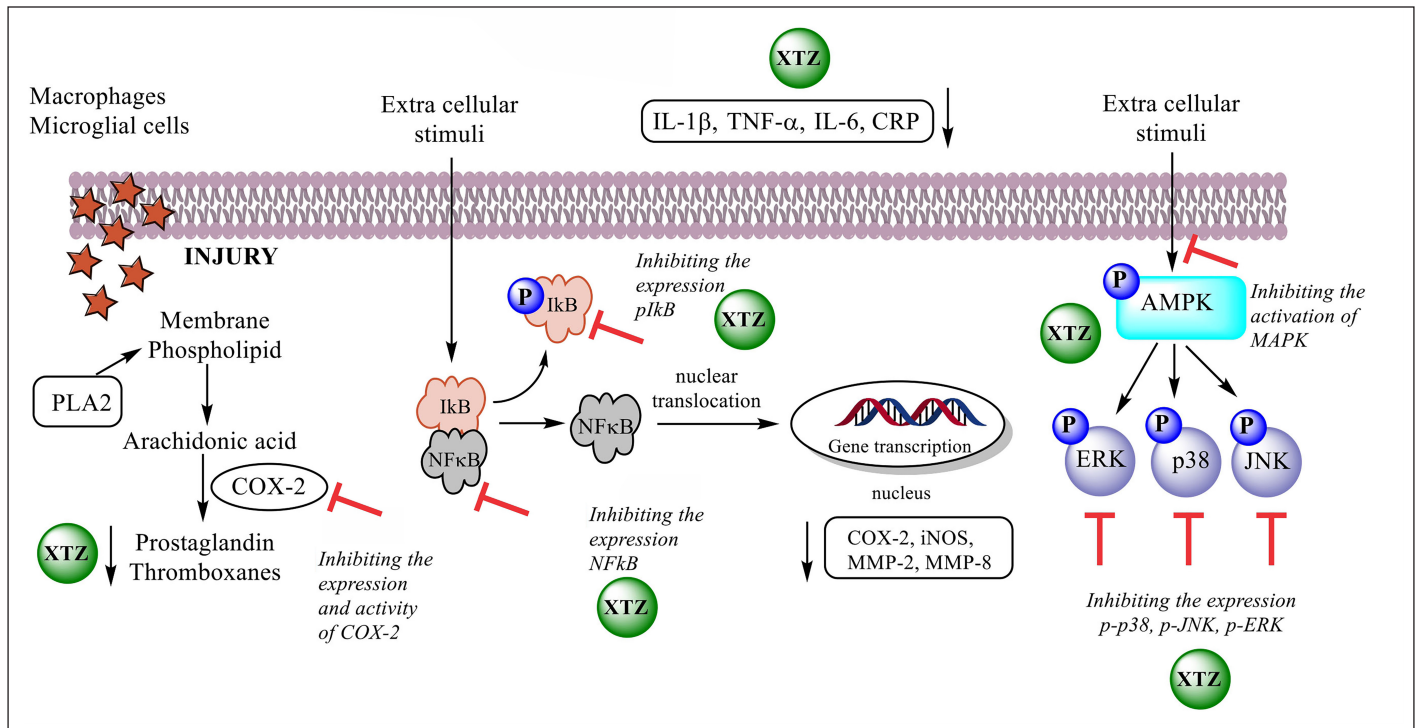 Macrophages
Microglial cells
Extra cellular
stimuli
XTZ
IL-1β, TNF-α, IL-6, CRP
Extra cellular
stimuli
INJURY
Membrane
Phospholipid
PLA2
Arachidonic acid
COX-2
XTZ
Prostaglandin
Thromboxanes
Inhibiting the
expression
and activity
of COX-2
P
IkB
Inhibiting the
expression
pIkB
XTZ
IkB
NFκB
NFκB
nuclear
translocation
Gene transcription
nucleus
Inhibiting the
expression
NFkB
XTZ
COX-2, iNOS,
MMP-2, MMP-8
P
AMPK
XTZ
Inhibiting the
activation of
MAPK
P
ERK
P
p38
P
JNK
Inhibiting the expression
p-p38, p-JNK, p-ERK
XTZ